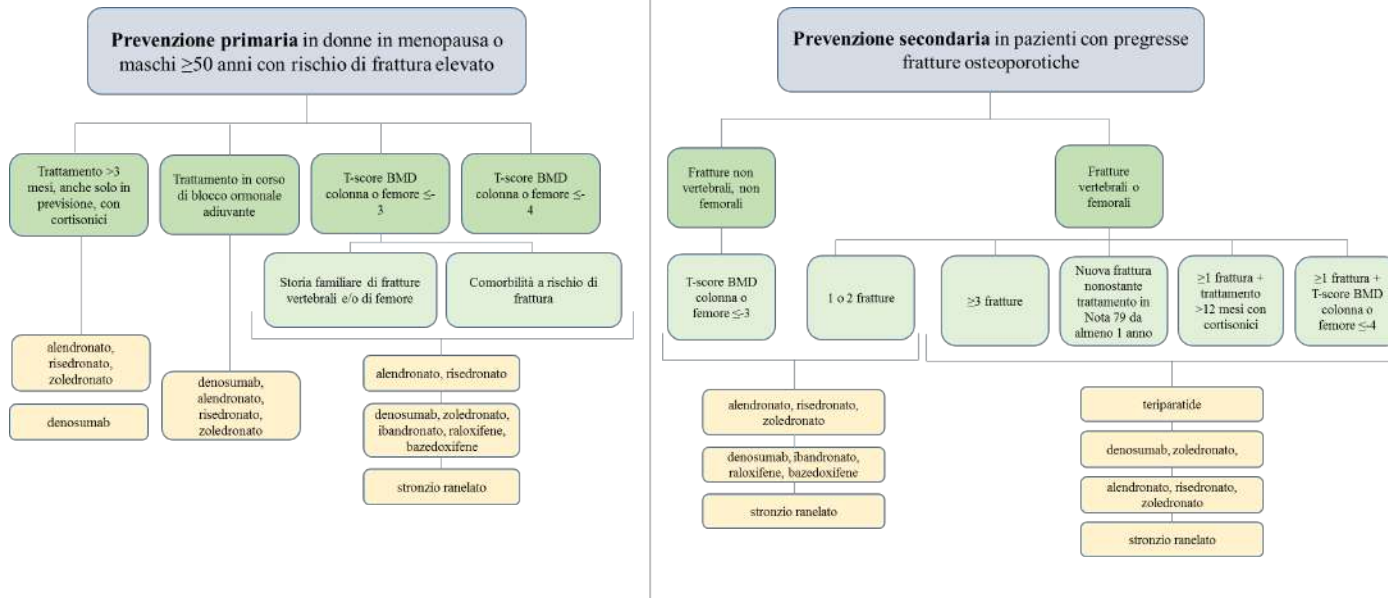 Prevenzione primaria in donne in menopausa o
maschi ≥50 anni con rischio di frattura elevato
Trattamento >3
mesi, anche solo in
previsione, con
cortisonici
Trattamento in corso
di blocco ormonale
adiuvante
T-score BMD
colonna o femore ≤-
3
T-score BMD
colonna o femore ≤-
4
Storia familiare di fratture
vertebrali e/o di femore
Comorbilità a rischio di
frattura
alendronato,
risedronato,
zoledronato
denosumab
denosumab,
alendronato,
risedronato,
zoledronato
alendronato, risedronato
denosumab, zoledronato,
ibandronato, raloxifene,
bazedoxifene
stronzio ranelato
Prevenzione secondaria in pazienti con pregresse
fratture osteoporotiche
Fratture non
vertebrali, non
femorali
Fratture
vertebrali o
femorali
T-score BMD
colonna o
femore ≤-3
1 o 2 fratture
≥3 fratture
Nuova frattura
nonostante
trattamento in
Nota 79 da
almeno 1 anno
≥1 frattura +
trattamento
>12 mesi con
cortisonici
≥1 frattura +
T-score BMD
colonna o
femore ≤-4
alendronato, risedronato,
zoledronato
denosumab, ibandronato,
raloxifene, bazedoxifene
stronzio ranelato
teriparatide
denosumab, zoledronato,
alendronato, risedronato,
zoledronato
stronzio ranelato